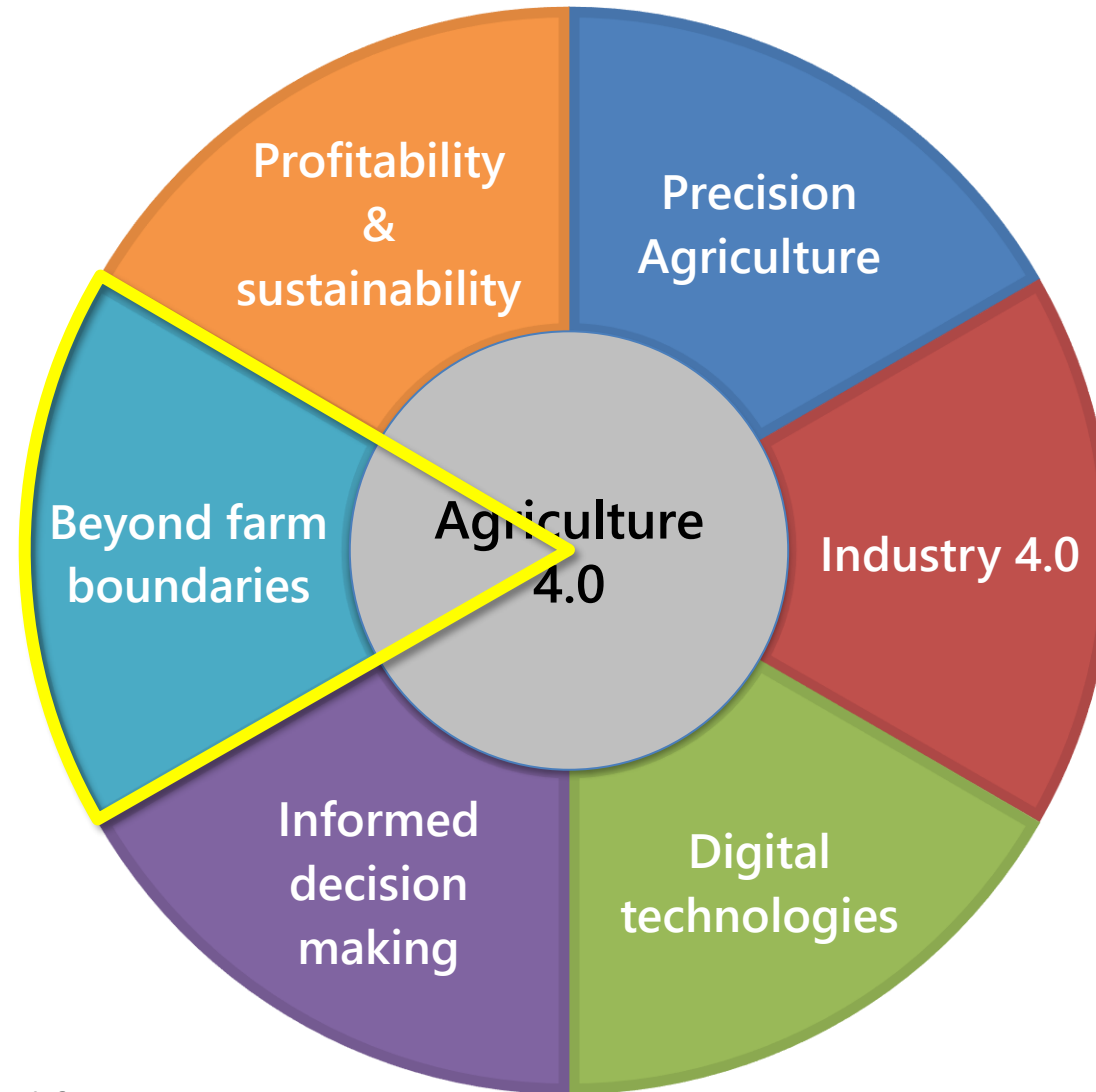 Profitability
&
sustainability
Precision
Agriculture
Beyond farm
boundaries
Agriculture
4.0
Industry 4.0
Informed
decision
making
Digital
technologies